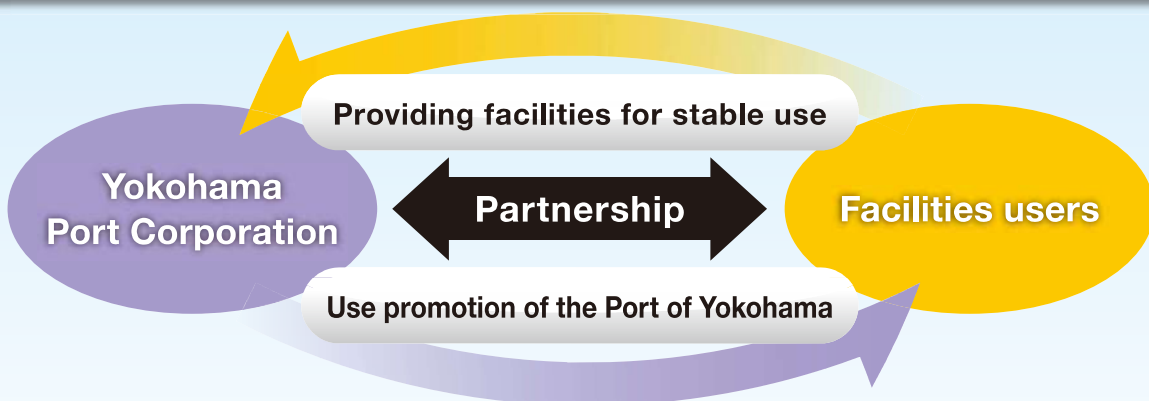 Providing facilities for stable use
Yokohama
Port Corporation
Partnership
Facilities users
Use promotion of the Port of Yokohama